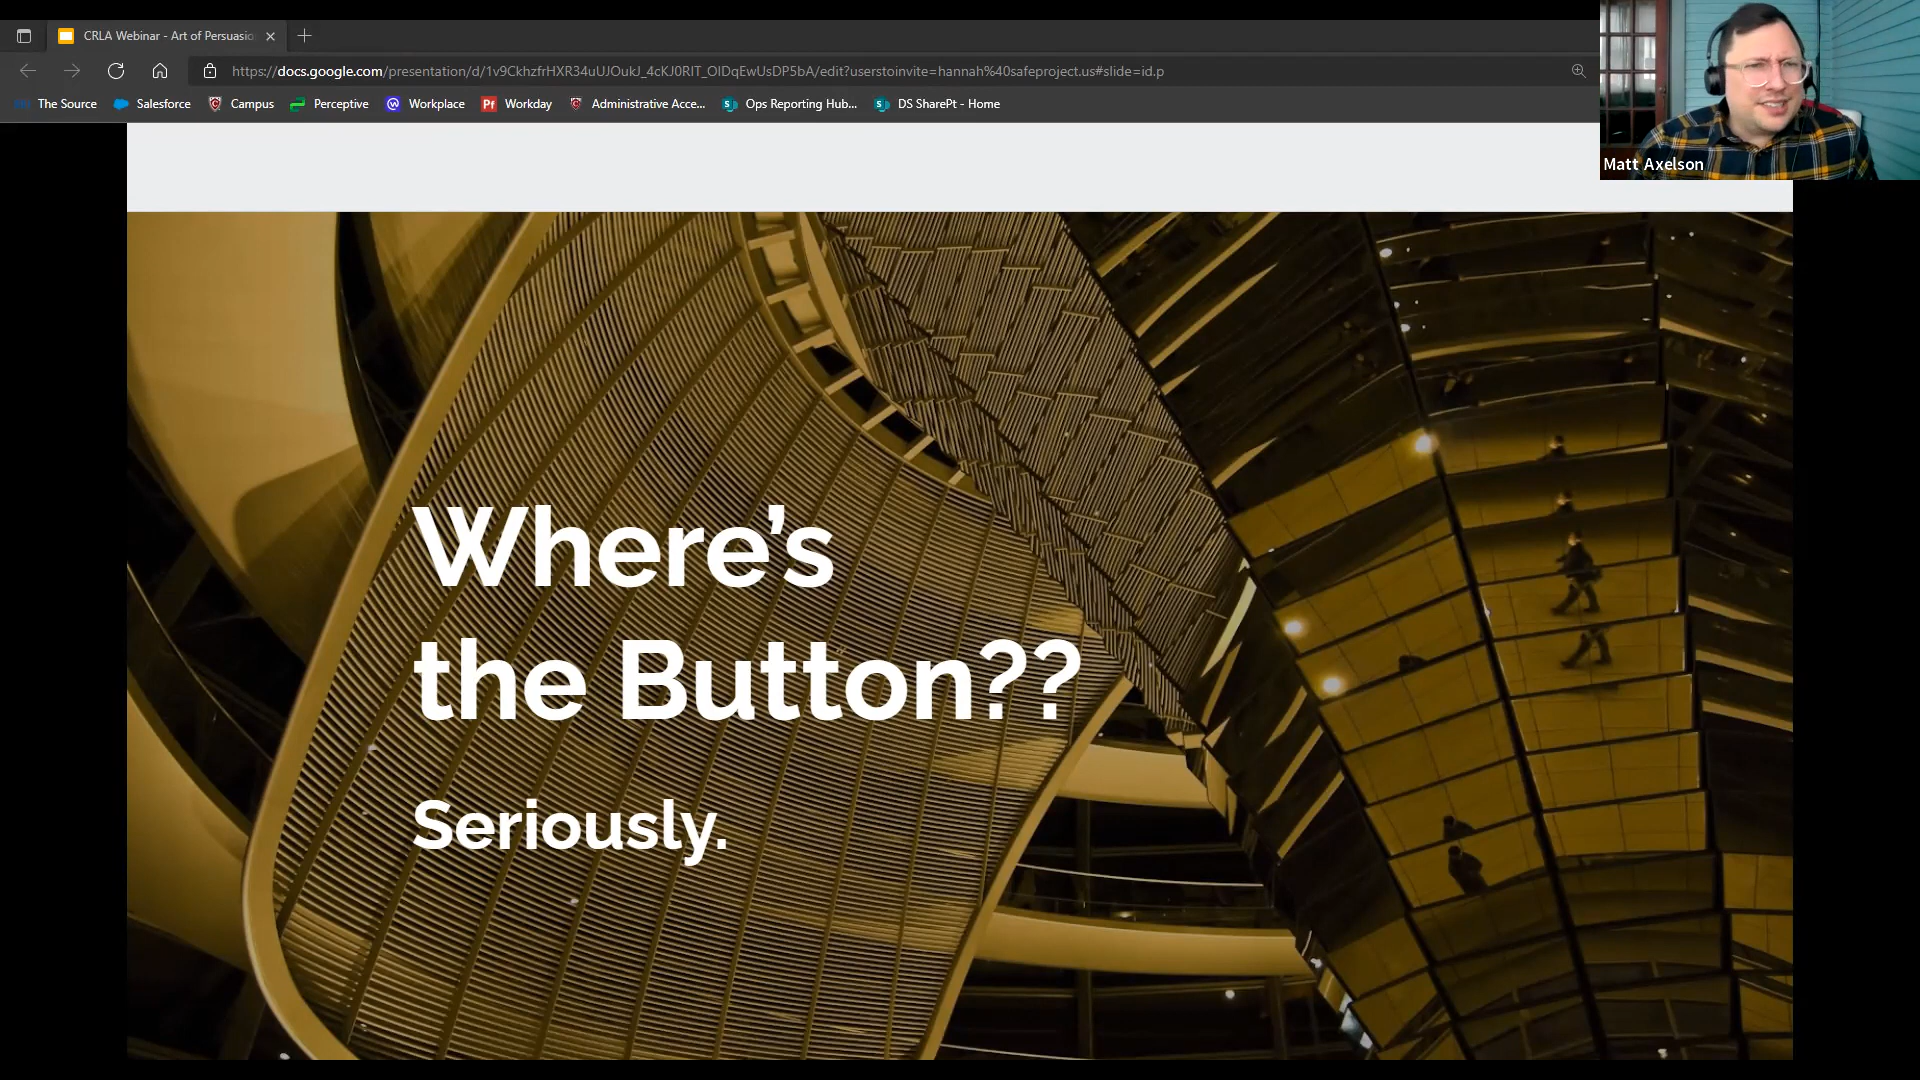 CRLA Webinar - Art of Persuasio
https://docs.google.com/presentation/d/1v9CkhzfrHXR34uUJOukJ_4cKJ0RIT_OIDqEwUsDP5bA/edit?userstoinvite=hannah%40safeproject.us#slide=id.p
The Source Salesforce Campus Perceptive Workplace Pf Workday Administrative Acce... Ops Reporting Hub... DS SharePt - Home
Matt Axelson
Where's
the Button??
Seriously.